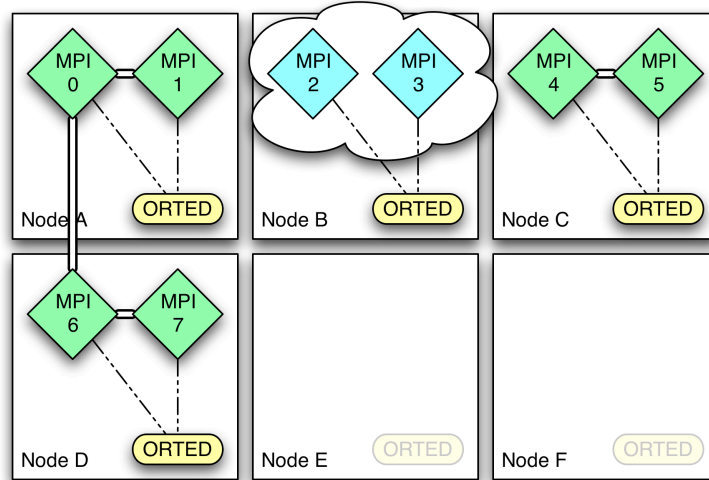 MPI
0
MPI
1
ORTED
Node A
MPI
2
MPI
3
ORTED
Node B
MPI
4
MPI
5
ORTED
Node C
MPI
6
MPI
7
ORTED
Node D
ORTED
Node E
ORTED
Node F